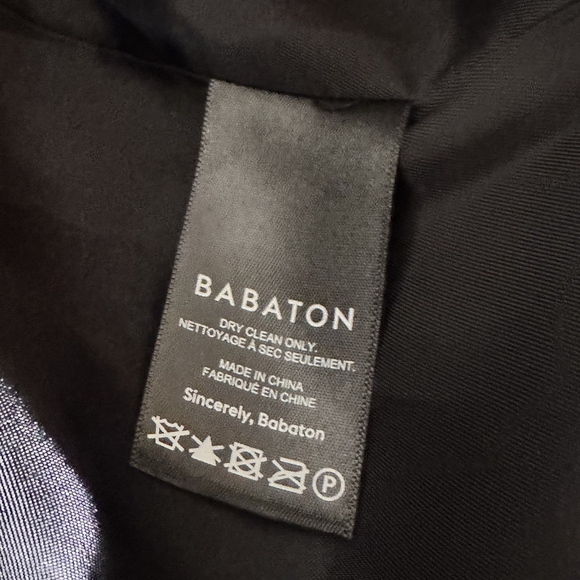 BABATON
DRY CLEAN ONLY.
NETTOYAGE À SEC SEULEMENT.
MADE IN CHINA
FABRIQUÉ EN CHINE
Sincerely, Babaton
P